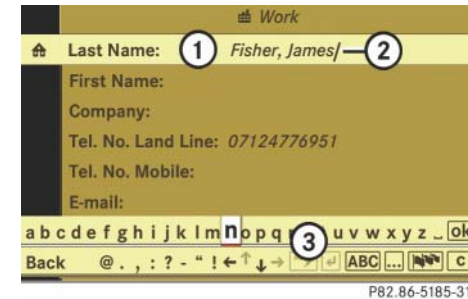 Work
Last Name: 1 Fisher, James 2
First Name:
Company:
Tel. No. Land Line: 07124776951
Tel. No. Mobile:
E-mail:
a b c d e f g h i j k l m n o p q 3 u v w x y z _ ok
Back @ . , : ? - " ! ← ↑ ↓ → ABC ... c
P82.86-5185-31